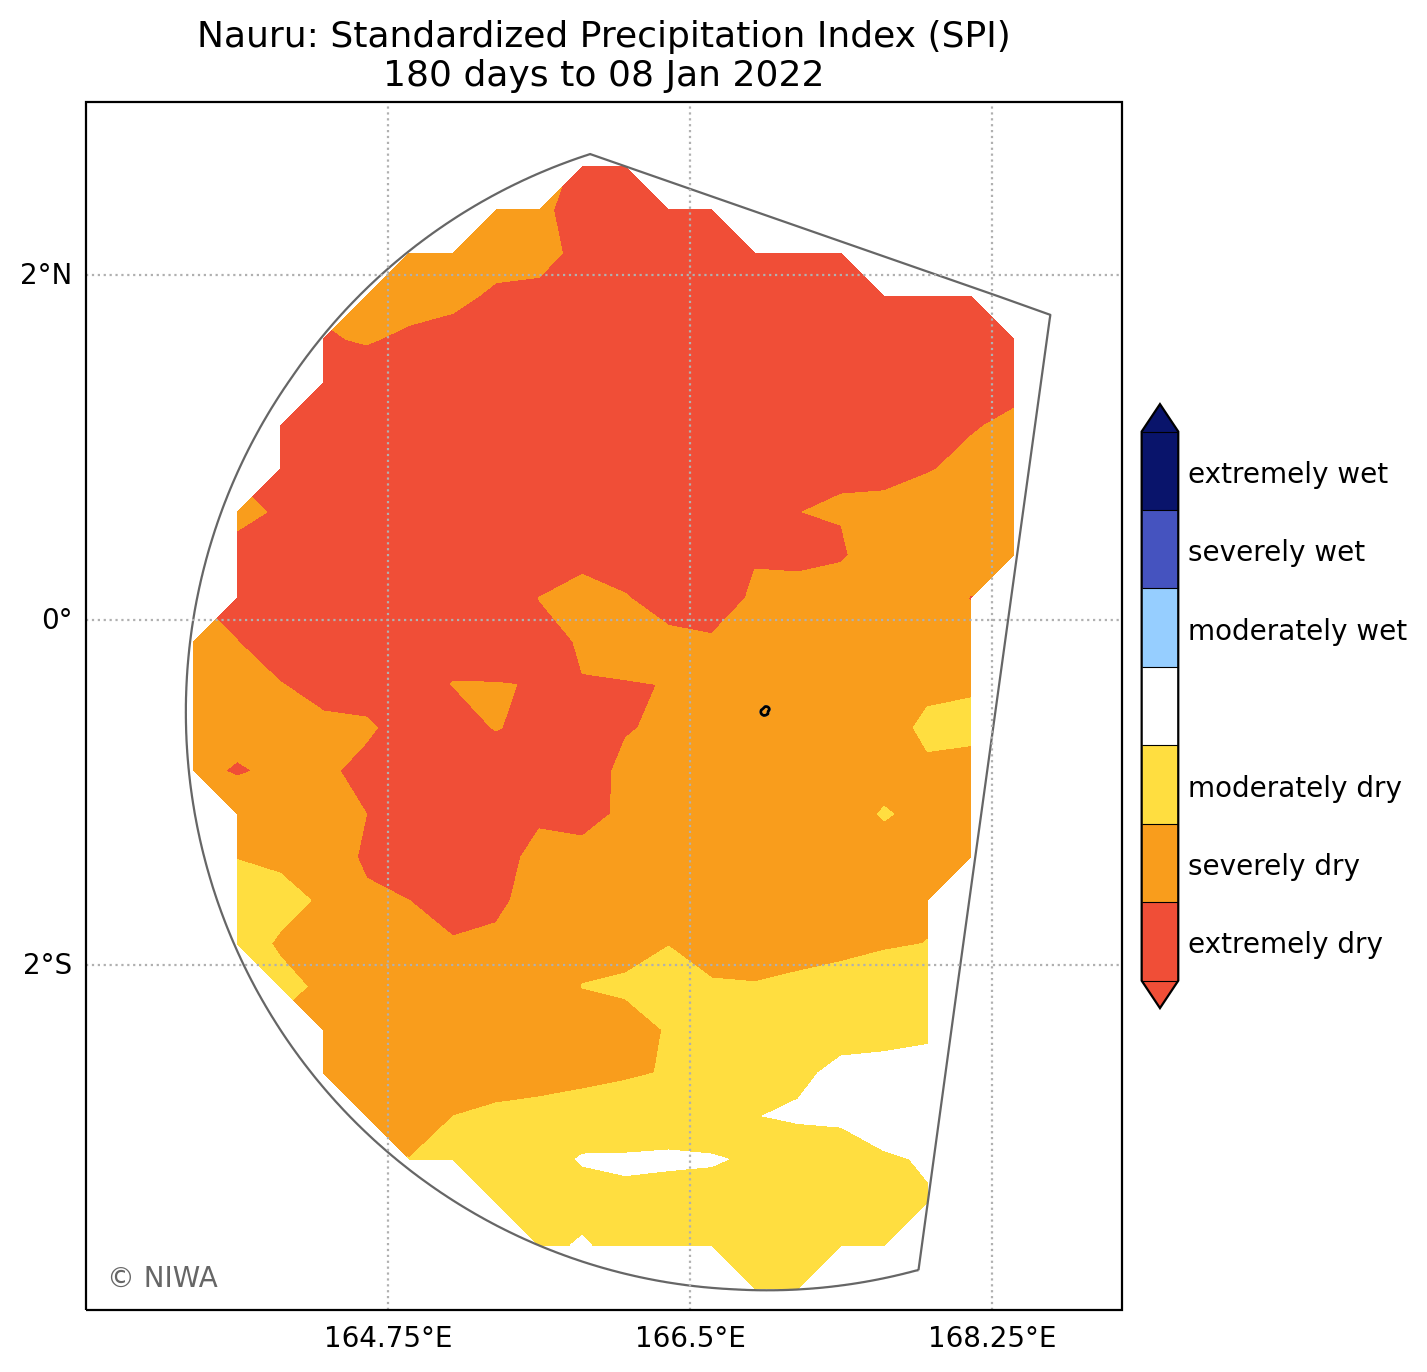 Nauru: Standardized Precipitation Index (SPI)
180 days to 08 Jan 2022
2°N
0°
2°S
164.75°E
166.5°E
168.25°E
© NIWA
extremely wet
severely wet
moderately wet
moderately dry
severely dry
extremely dry